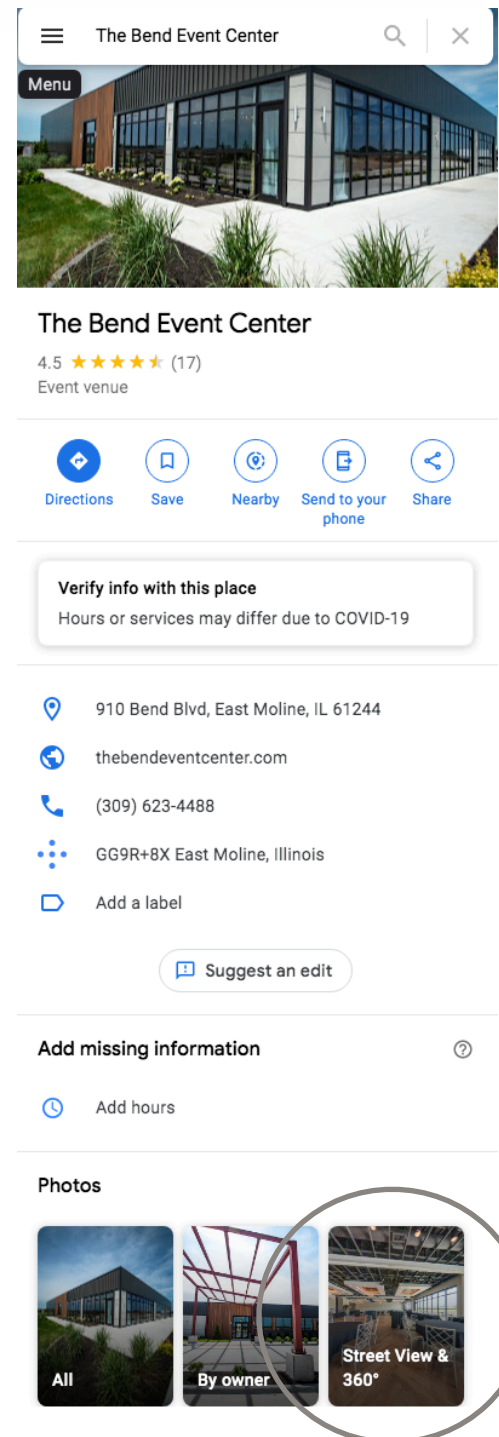 The Bend Event Center
Menu
The Bend Event Center
4.5 (17)
Event venue
Directions Save Nearby Send to your phone Share
Verify info with this place
Hours or services may differ due to COVID-19
910 Bend Blvd, East Moline, IL 61244
thebendeventcenter.com
(309) 623-4488
GG9R+8X East Moline, Illinois
Add a label
Suggest an edit
Add missing information
Add hours
Photos
All
By owner
Street View &
360°